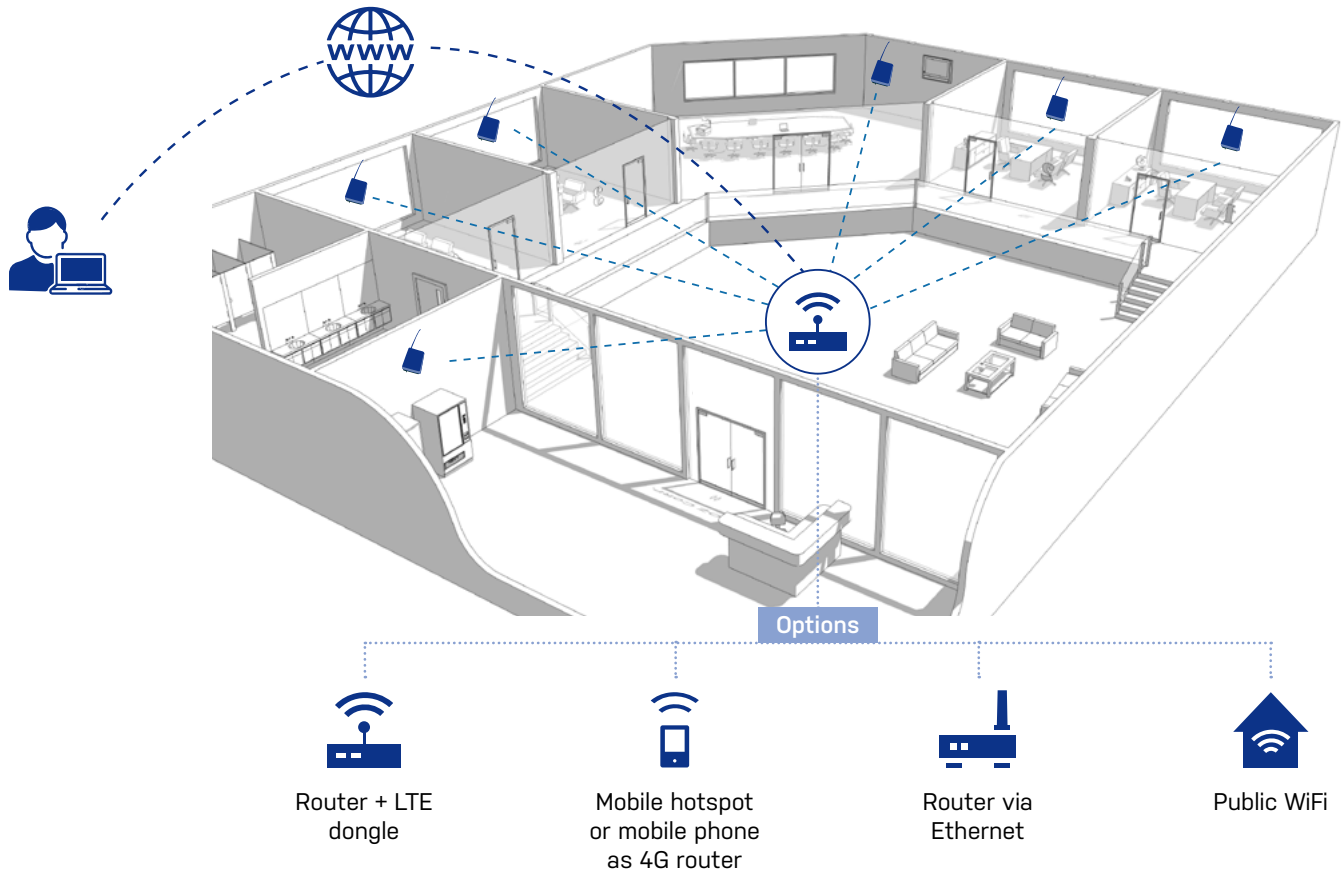 WWW
Options
Router + LTE
dongle
Mobile hotspot
or mobile phone
as 4G router
Router via
Ethernet
Public WiFi